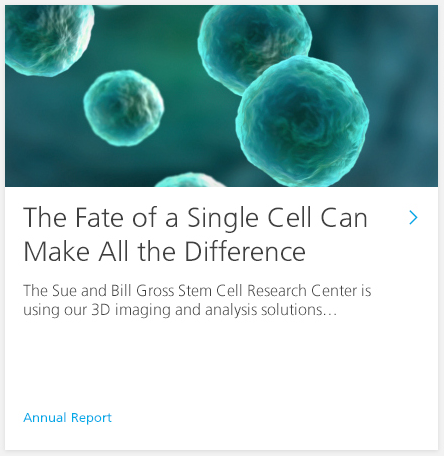 The Fate of a Single Cell Can
Make All the Difference
The Sue and Bill Gross Stem Cell Research Center is
using our 3D imaging and analysis solutions…
Annual Report